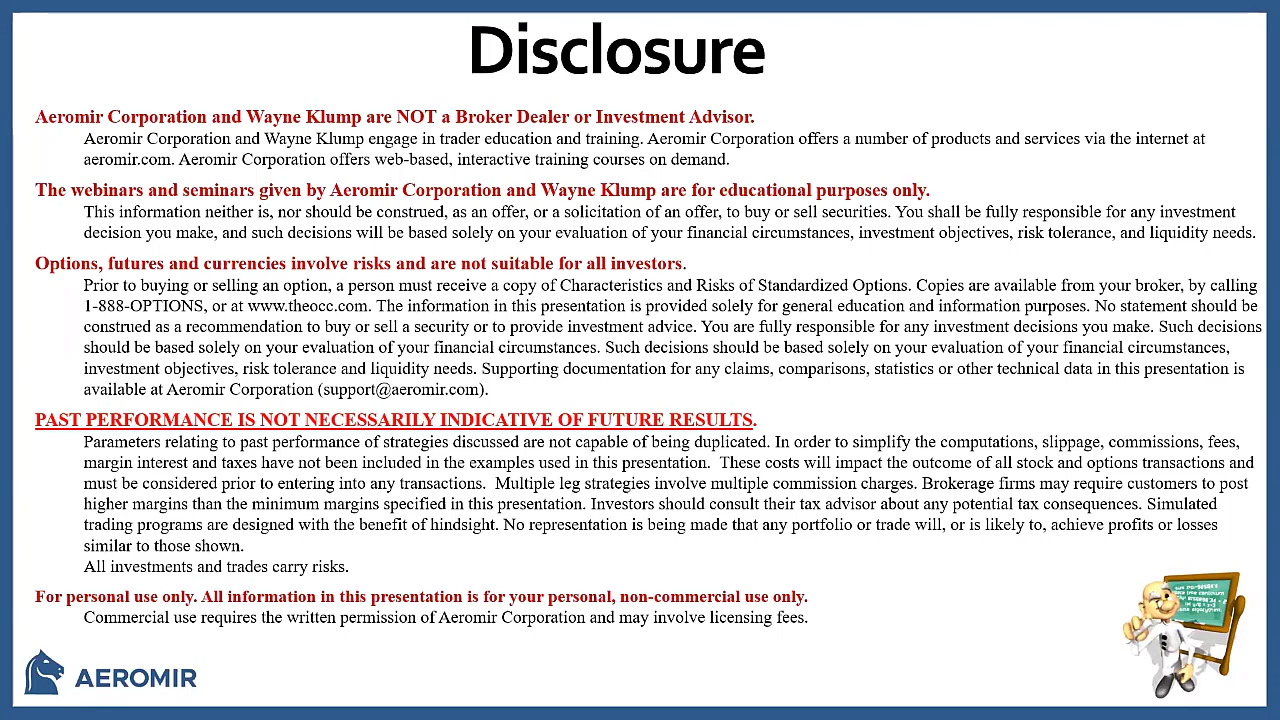 Disclosure
Aeromir Corporation and Wayne Klump are NOT a Broker Dealer or Investment Advisor.
Aeromir Corporation and Wayne Klump engage in trader education and training. Aeromir Corporation offers a number of products and services via the internet at
aeromir.com. Aeromir Corporation offers web-based, interactive training courses on demand.
The webinars and seminars given by Aeromir Corporation and Wayne Klump are for educational purposes only.
This information neither is, nor should be construed, as an offer, or a solicitation of an offer, to buy or sell securities. You shall be fully responsible for any investment
decision you make, and such decisions will be based solely on your evaluation of your financial circumstances, investment objectives, risk tolerance, and liquidity needs.
Options, futures and currencies involve risks and are not suitable for all investors.
Prior to buying or selling an option, a person must receive a copy of Characteristics and Risks of Standardized Options. Copies are available from your broker, by calling
1-888-OPTIONS, or at www.theocc.com. The information in this presentation is provided solely for general education and information purposes. No statement should be
construed as a recommendation to buy or sell a security or to provide investment advice. You are fully responsible for any investment decisions you make. Such decisions
should be based solely on your evaluation of your financial circumstances. Such decisions should be based solely on your evaluation of your financial circumstances,
investment objectives, risk tolerance and liquidity needs. Supporting documentation for any claims, comparisons, statistics or other technical data in this presentation is
available at Aeromir Corporation (support@aeromir.com).
PAST PERFORMANCE IS NOT NECESSARILY INDICATIVE OF FUTURE RESULTS.
Parameters relating to past performance of strategies discussed are not capable of being duplicated. In order to simplify the computations, slippage, commissions, fees,
margin interest and taxes have not been included in the examples used in this presentation.  These costs will impact the outcome of all stock and options transactions and
must be considered prior to entering into any transactions.  Multiple leg strategies involve multiple commission charges. Brokerage firms may require customers to post
higher margins than the minimum margins specified in this presentation. Investors should consult their tax advisor about any potential tax consequences. Simulated
trading programs are designed with the benefit of hindsight. No representation is being made that any portfolio or trade will, or is likely to, achieve profits or losses
similar to those shown.
All investments and trades carry risks.
For personal use only. All information in this presentation is for your personal, non-commercial use only.
Commercial use requires the written permission of Aeromir Corporation and may involve licensing fees.
AEROMIR